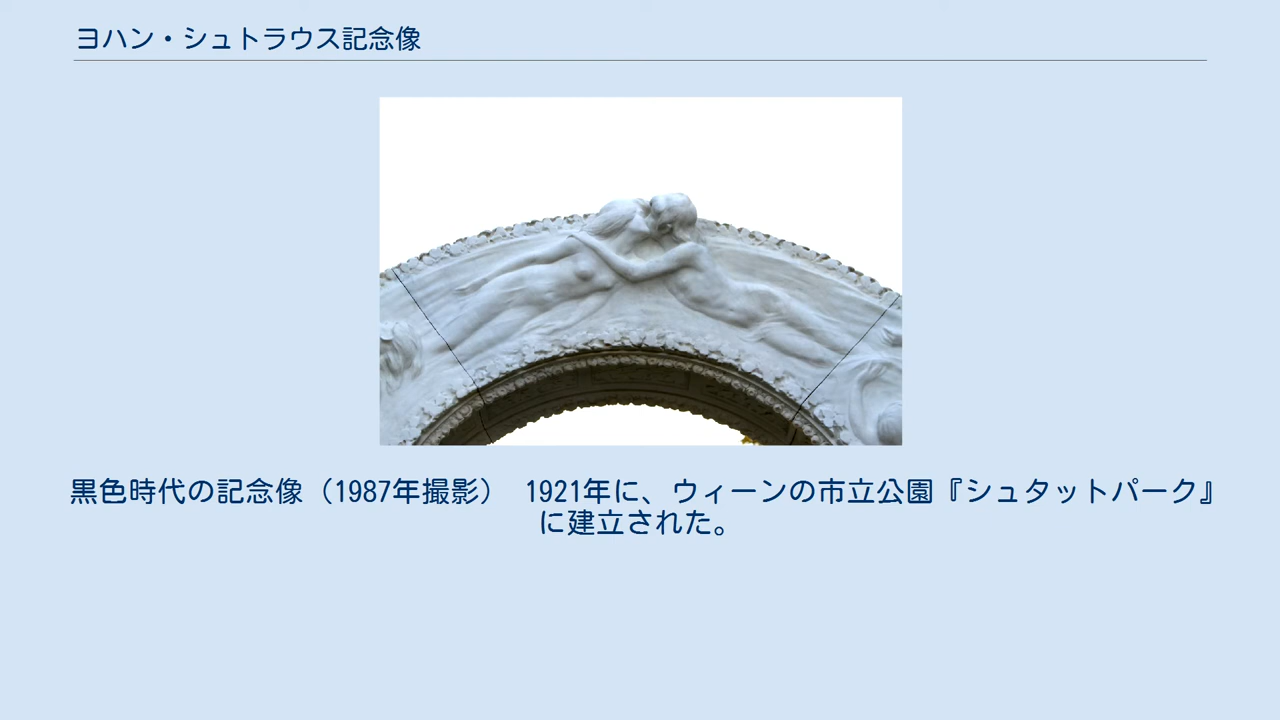 ヨハン・シュトラウス記念像
黒色時代の記念像（1987年撮影）　1921年に、ウィーンの市立公園『シュタットパーク』
に建立された。